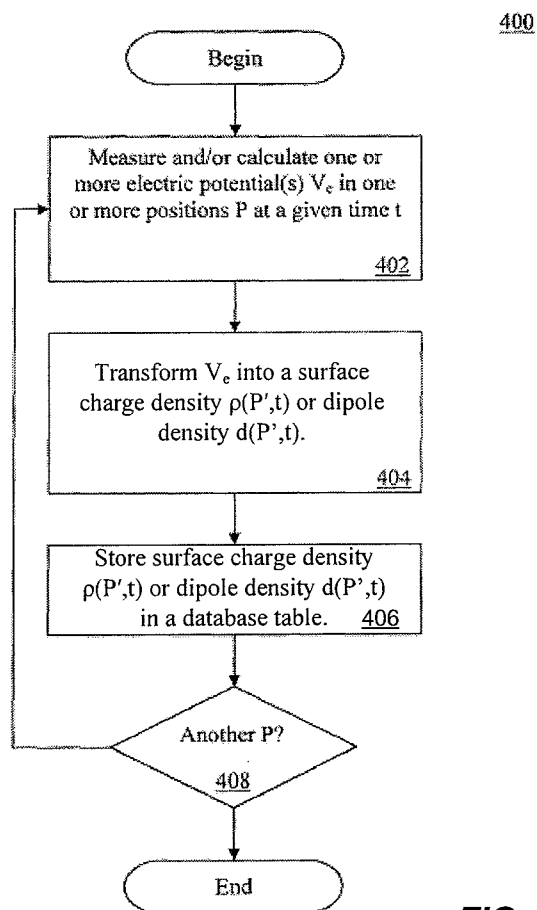 400
Begin
Measure and/or calculate one or
more electric potential(s) Vₑ in one
or more positions P at a given time t
402
Transform Vₑ into a surface
charge density ρ(P',t) or dipole
density d(P’,t).
404
Store surface charge density
ρ(P',t) or dipole density d(P’,t)
in a database table. 406
Another P?
408
End
FIG